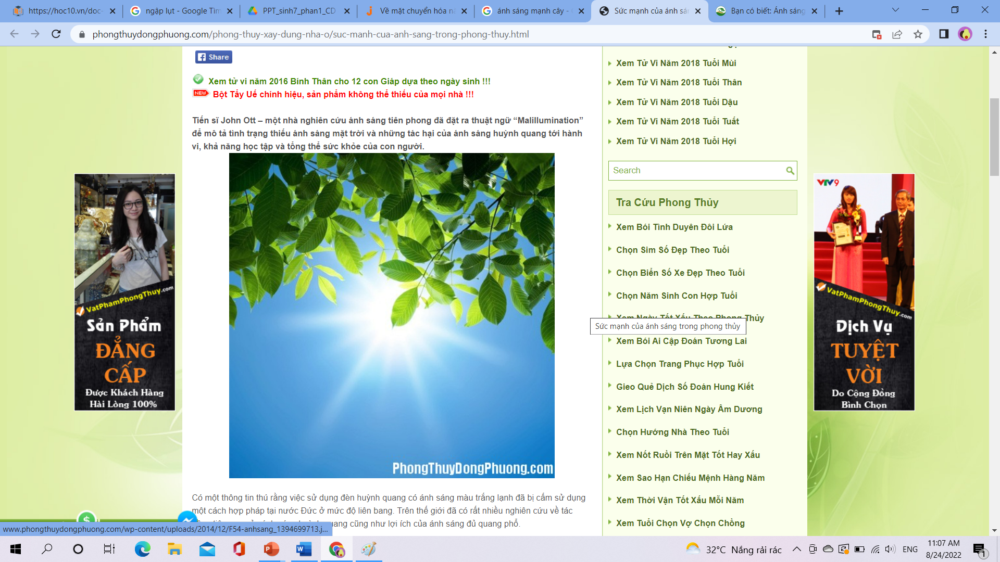 https://hoc10.vn/doc-
ngập lụt - Google Tìm
PPT_sinh7_phan1_CD
Về mặt chuyển hóa nă
ánh sáng mạnh cây -
Sức mạnh của ánh sá
Bạn có biết: Ánh sáng
phongthuydongphuong.com/phong-thuy-xay-dung-nha-o/suc-manh-cua-anh-sang-trong-phong-thuy.html
Share
Xem tử vi năm 2016 Bính Thân cho 12 con Giáp dựa theo ngày sinh !!!
NEW Bột Tẩy Uế chính hiệu, sản phẩm không thể thiếu của mọi nhà !!!
Tiến sĩ John Ott – một nhà nghiên cứu ánh sáng tiên phong đã đặt ra thuật ngữ “Malillumination”
để mô tả tình trạng thiếu ánh sáng mặt trời và những tác hại của ánh sáng huỳnh quang tới hành
vi, khả năng học tập và tổng thể sức khỏe của con người.
PhongThuyDongPhuong.com
Có một thông tin thú rằng việc sử dụng đèn huỳnh quang có ánh sáng màu trắng lạnh đã bị cấm sử dụng
một cách hợp pháp tại nước Đức ở mức độ liên bang. Trên thế giới đã có rất nhiều nghiên cứu về tác
quang cũng như lợi ích của ánh sáng đủ quang phổ.
Xem Tử Vi Năm 2018 Tuổi Mùi
Xem Tử Vi Năm 2018 Tuổi Thân
Xem Tử Vi Năm 2018 Tuổi Dậu
Xem Tử Vi Năm 2018 Tuổi Tuất
Xem Tử Vi Năm 2018 Tuổi Hợi
Search
Tra Cứu Phong Thủy
Xem Bói Tình Duyên Đôi Lứa
Chọn Sim Số Đẹp Theo Tuổi
Chọn Biển Số Xe Đẹp Theo Tuổi
Chọn Năm Sinh Con Hợp Tuổi
Xem Ngày Tốt Xấu Theo Phong Thủy
Sức mạnh của ánh sáng trong phong thủy
Xem Bói Ai Cập Đoán Tương Lai
Lựa Chọn Trang Phục Hợp Tuổi
Gieo Quẻ Dịch Số Đoán Hung Kiết
Xem Lịch Vạn Niên Ngày Âm Dương
Chọn Hướng Nhà Theo Tuổi
Xem Nốt Ruồi Trên Mặt Tốt Hay Xấu
Xem Sao Hạn Chiếu Mệnh Hàng Năm
Xem Thời Vận Tốt Xấu Mỗi Năm
Xem Tuổi Chọn Vợ Chọn Chồng
VatPhamPhongThuy.com
Sản Phẩm
ĐẲNG
CẤP
Được Khách Hàng
Hài Lòng 100%
VTV9
VatPhamPhongThuy.com
Dịch Vụ
TUYỆT
VỜI
Do Cộng Đồng
Bình Chọn
www.phongthuydongphuong.com/wp-content/uploads/2014/12/F54-anhsang_1394699713.j...
32°C Nắng rải rác
ENG
11:07 AM
8/24/2022
1